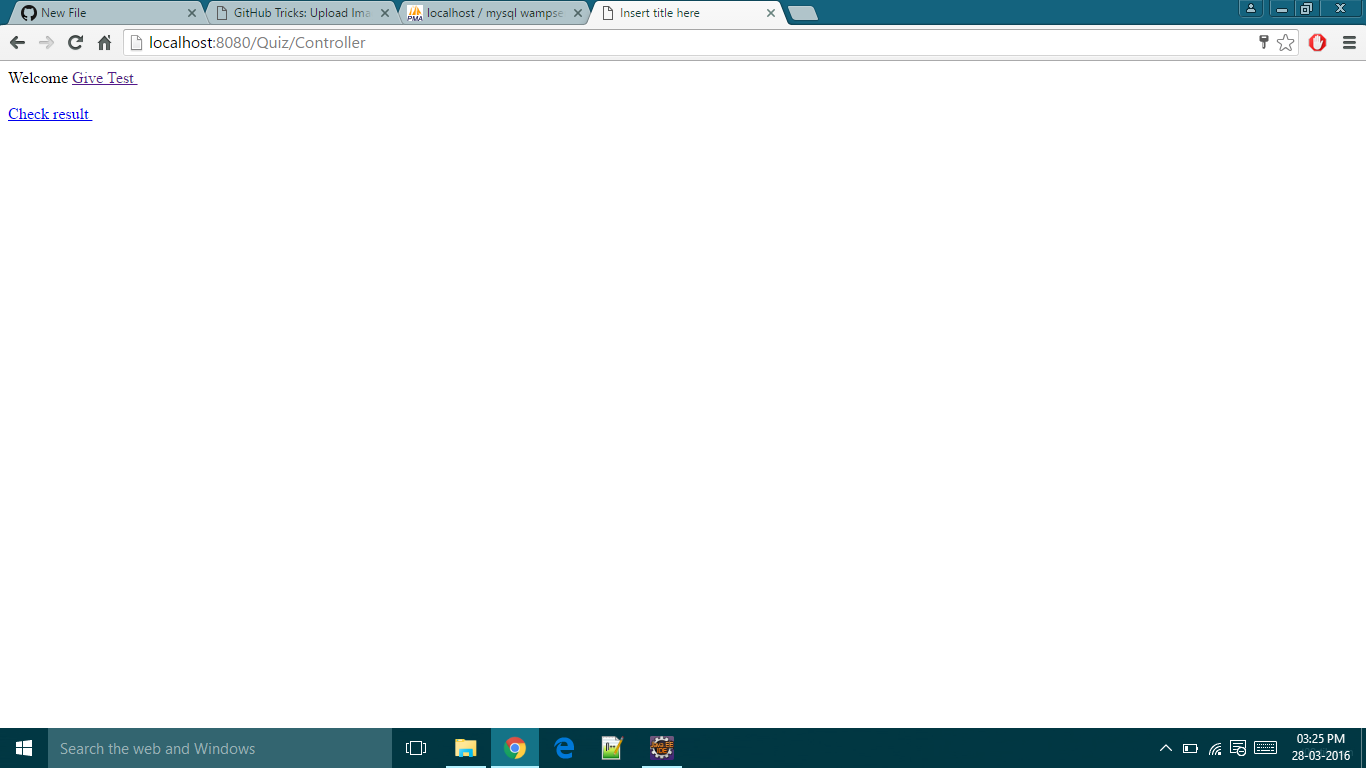 New File
GitHub Tricks: Upload Ima
PMA localhost / mysql wampse
Insert title here
localhost:8080/Quiz/Controller
Welcome Give Test
Check result
Search the web and Windows
03:25 PM
28-03-2016